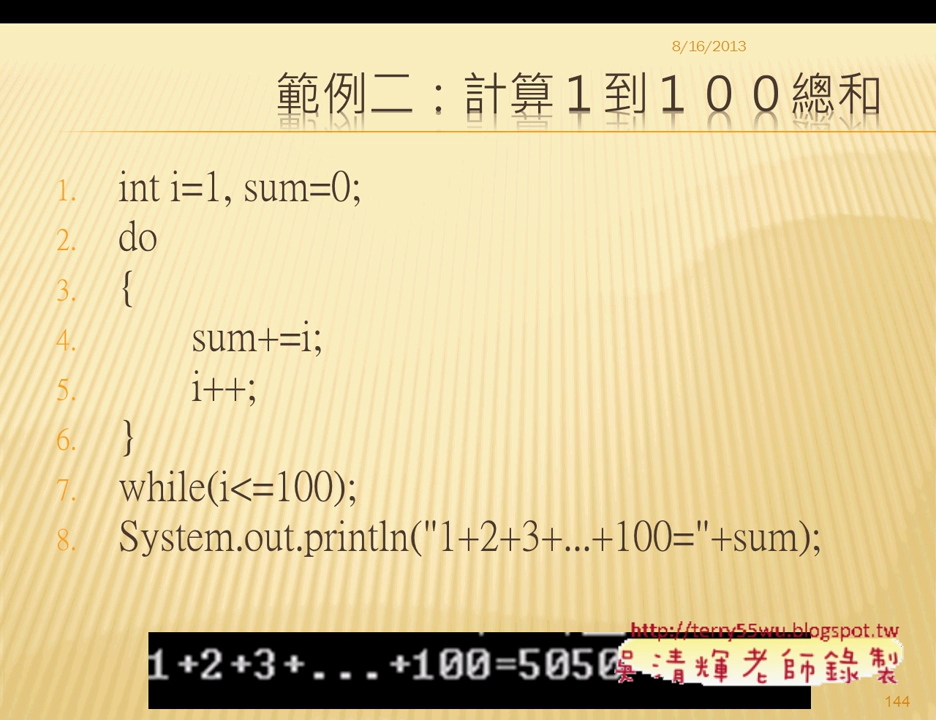 8/16/2013
範例二：計算１到１００總和
1. int i=1, sum=0;
2. do
3. {
4. sum+=i;
5. i++;
6. }
7. while(i<=100);
8. System.out.println("1+2+3+...+100="+sum);
http://terry55wu.blogspot.tw
1+2+3+...+100=5050
吳清輝老師錄製
144